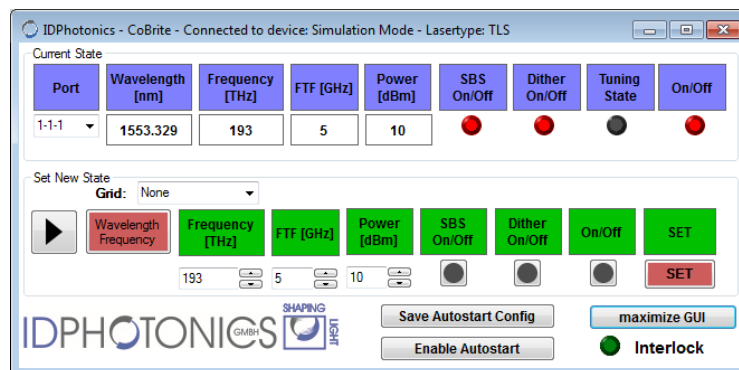 IDPhotonics - CoBrite - Connected to device: Simulation Mode - Lasertype: TLS
Current State
Port Wavelength [nm] Frequency [THz] FTF [GHz] Power [dBm] SBS On/Off Dither On/Off Tuning State On/Off
1-1-1 1553.329 193 5 10
Set New State
Grid: None
Wavelength Frequency Frequency [THz] FTF [GHz] Power [dBm] SBS On/Off Dither On/Off On/Off SET
193 5 10 SET
IDPHOTONICS GMBH SHAPING LIGHT
Save Autostart Config maximize GUI
Enable Autostart Interlock